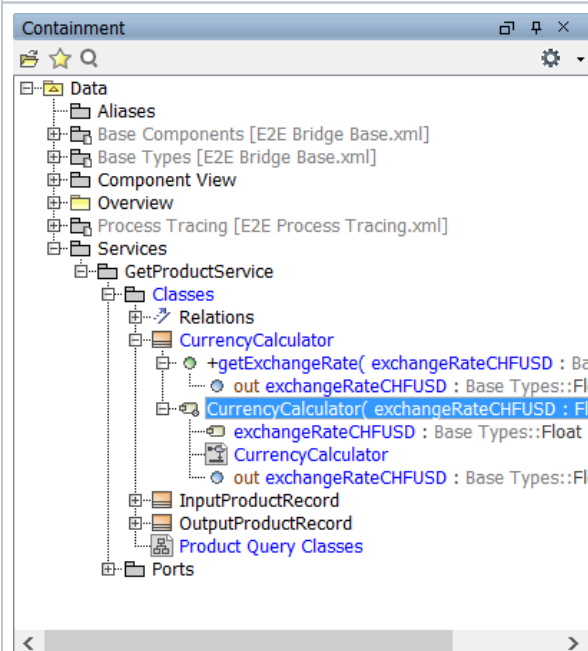 Containment
Data
Aliases
Base Components [E2E Bridge Base.xml]
Base Types [E2E Bridge Base.xml]
Component View
Overview
Process Tracing [E2E Process Tracing.xml]
Services
GetProductService
Classes
Relations
CurrencyCalculator
+getExchangeRate( exchangeRateCHFUSD : Ba
out exchangeRateCHFUSD : Base Types::Fl
CurrencyCalculator( exchangeRateCHFUSD : Fl
exchangeRateCHFUSD : Base Types::Float
CurrencyCalculator
out exchangeRateCHFUSD : Base Types::Fl
InputProductRecord
OutputProductRecord
Product Query Classes
Ports